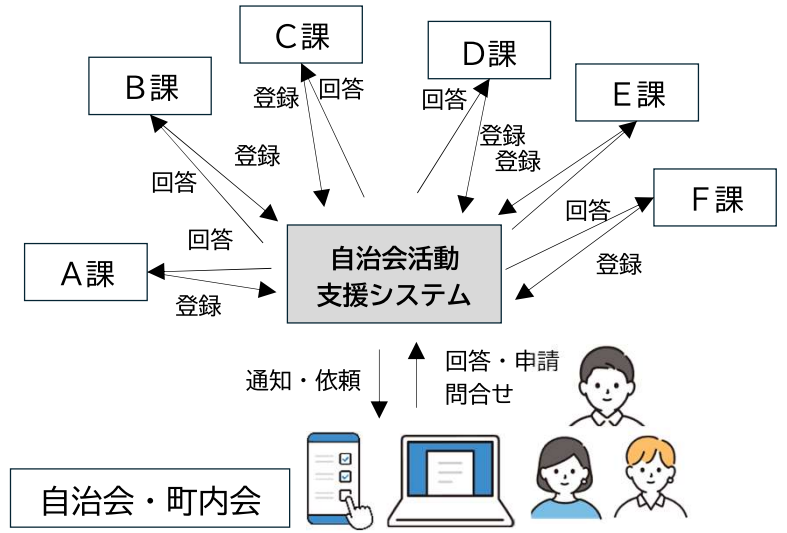 C課
D課
B課
E課
登録
回答
回答
登録
登録
登録
回答
F課
回答
回答
A課
登録
登録
自治会活動
支援システム
通知・依頼
回答・申請
問合せ
自治会・町内会